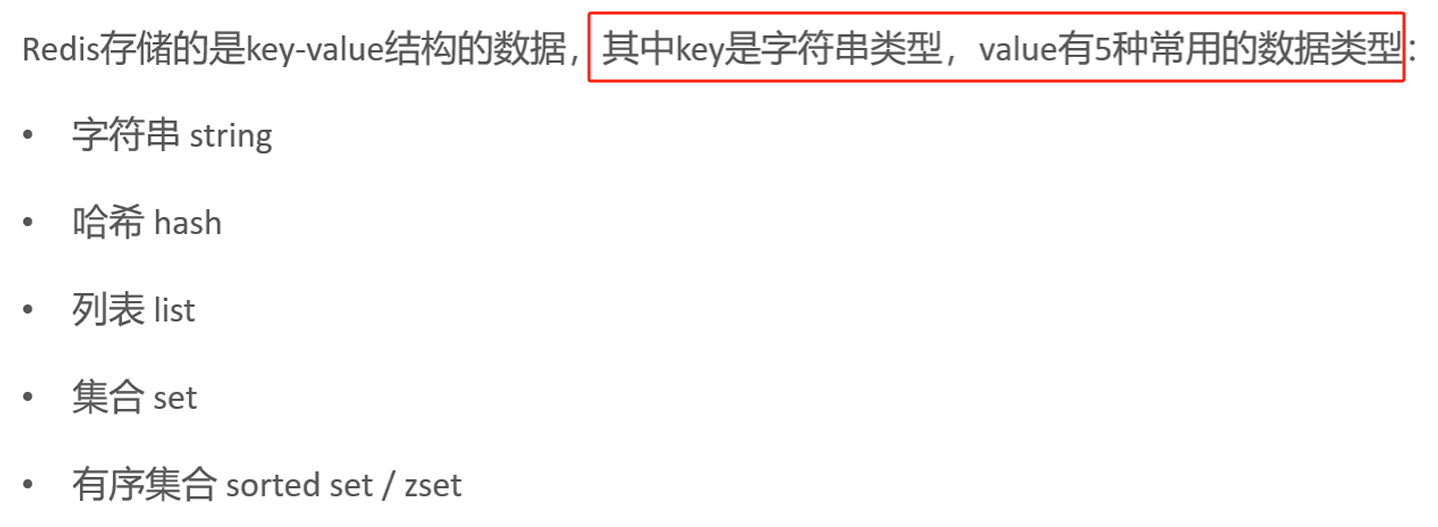 Redis存储的是key-value结构的数据，其中key是字符串类型，value有5种常用的数据类型：
• 字符串 string
• 哈希 hash
• 列表 list
• 集合 set
• 有序集合 sorted set / zset